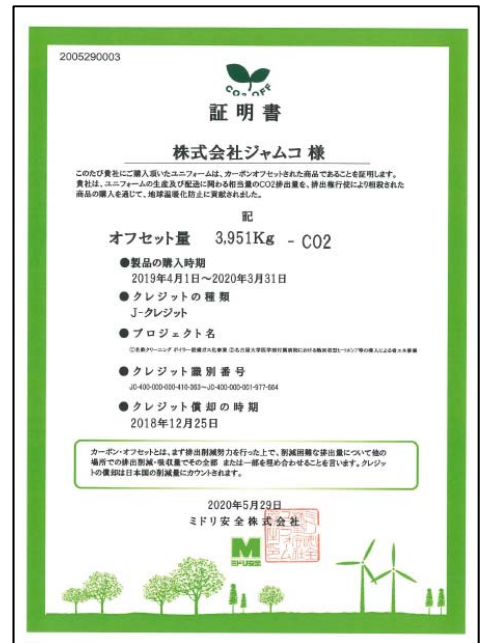 2005290003
CO2 OFF
証明書
株式会社ジャムコ 様
このたび貴社にご購入頂いたユニフォームは、カーボンオフセットされた商品であることを証明します。
貴社は、ユニフォームの生産及び配送に関わる相当量のCO2排出量を、排出権行使により相殺された
商品の購入を通じて、地球温暖化防止に貢献されました。
記
オフセット量 3,951Kg - CO2
●製品の購入時期
2019年4月1日～2020年3月31日
●クレジットの種類
J-クレジット
●プロジェクト名
●クレジット識別番号
●クレジット償却の時期
2018年12月25日
カーボン・オフセットとは、まず排出削減努力を行った上で、削減困難な排出量について他の
場所での排出削減・吸収量でその全部 または一部を埋め合わせることを言います。クレジッ
トの償却は日本国の削減量にカウントされます。
2020年5月29日
ミドリ安全株式会社
ミドリ安全